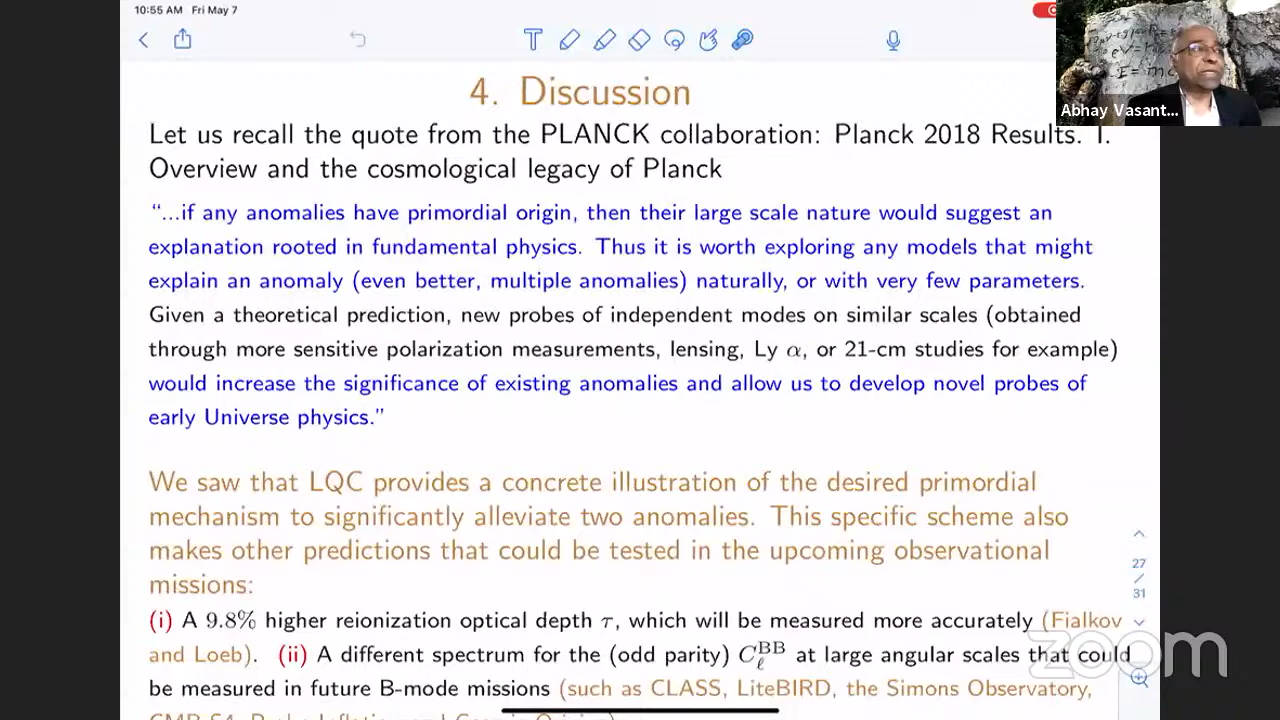 10:55 AM Fri May 7
4. Discussion
Let us recall the quote from the PLANCK collaboration: Planck 2018 Results. I.
Overview and the cosmological legacy of Planck
“...if any anomalies have primordial origin, then their large scale nature would suggest an
explanation rooted in fundamental physics. Thus it is worth exploring any models that might
explain an anomaly (even better, multiple anomalies) naturally, or with very few parameters.
Given a theoretical prediction, new probes of independent modes on similar scales (obtained
through more sensitive polarization measurements, lensing, Ly α, or 21-cm studies for example)
would increase the significance of existing anomalies and allow us to develop novel probes of
early Universe physics.”
We saw that LQC provides a concrete illustration of the desired primordial
mechanism to significantly alleviate two anomalies. This specific scheme also
makes other predictions that could be tested in the upcoming observational
missions:
(i) A 9.8% higher reionization optical depth τ, which will be measured more accurately (Fialkov
and Loeb). (ii) A different spectrum for the (odd parity) C_ℓ^BB at large angular scales that could
be measured in future B-mode missions (such as CLASS, LiteBIRD, the Simons Observatory,
27
/
31
Abhay Vasant...
E=mc
zoom